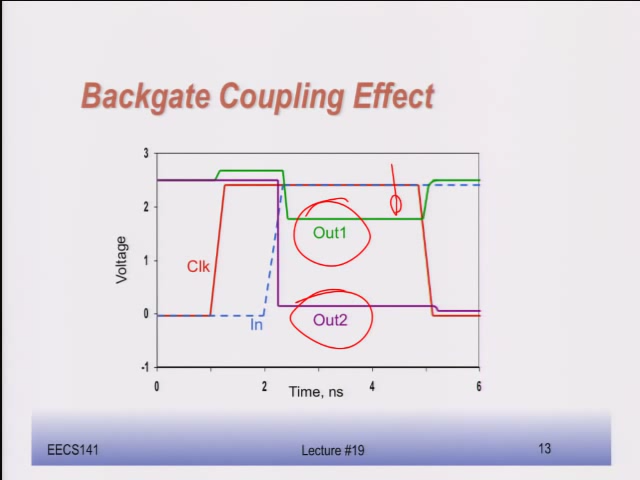 Backgate Coupling Effect
3
2
1
0
-1
Voltage
Clk
In
Out1
Out2
0
2
4
6
Time, ns
EECS141
Lecture #19
13